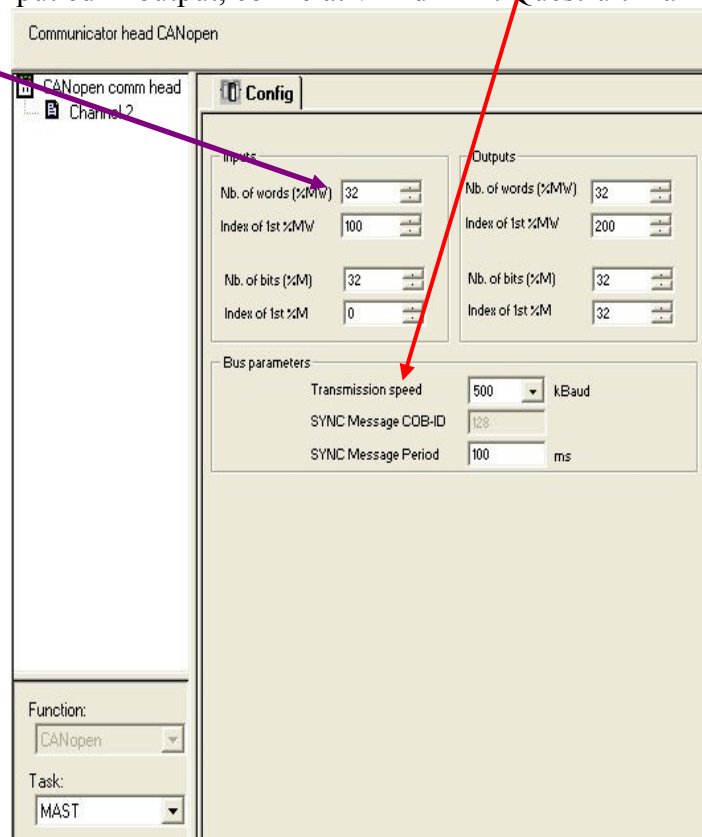 Communicator head CANopen
CANopen comm head
Channel 2
Config
Inputs
Nb. of words (%MW) 32
Index of 1st %MW 100
Nb. of bits (%M) 32
Index of 1st %M 0
Outputs
Nb. of words (%MW) 32
Index of 1st %MW 200
Nb. of bits (%M) 32
Index of 1st %M 32
Bus parameters
Transmission speed 500 kBaud
SYNC Message COB-ID 128
SYNC Message Period 100 ms
Function:
CANopen
Task:
MAST